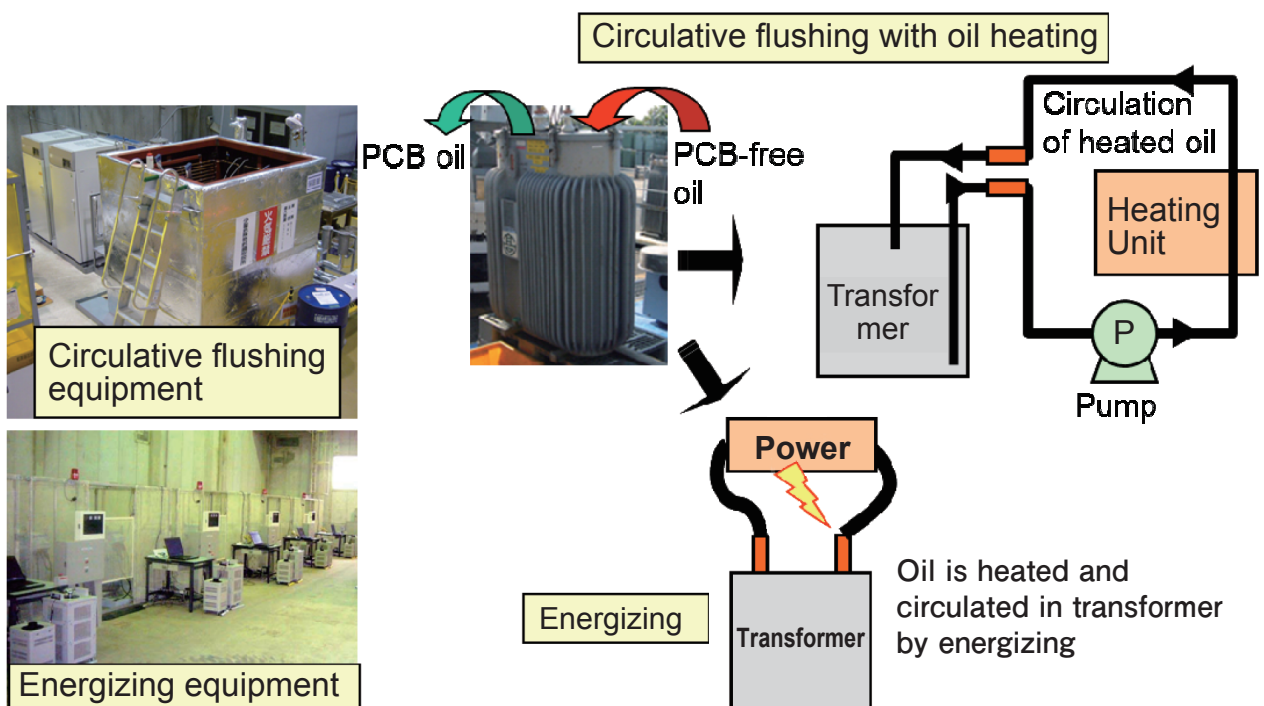 Circulative flushing with oil heating
PCB oil
PCB-free
oil
Circulation
of heated oil
Heating
Unit
Transfor
mer
P
Pump
Circulative flushing
equipment
Power
Energizing
Transformer
Oil is heated and
circulated in transformer
by energizing
Energizing equipment